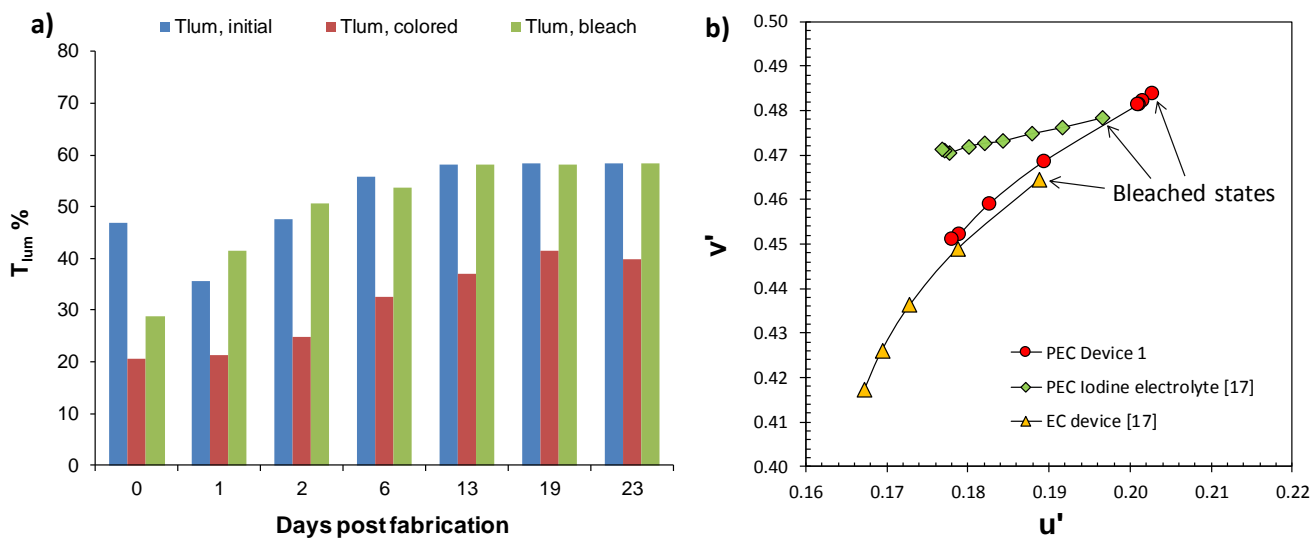 a)
Tlum, initial Tlum, colored Tlum, bleach
80
70
60
50
40
30
20
10
0
Tlum %
0 1 2 6 13 19 23
Days post fabrication
b)
0.50
0.49
0.48
0.47
0.46
0.45
0.44
0.43
0.42
0.41
0.40
v'
Bleached states
PEC Device 1
PEC Iodine electrolyte [17]
EC device [17]
0.16 0.17 0.18 0.19 0.20 0.21 0.22
u'